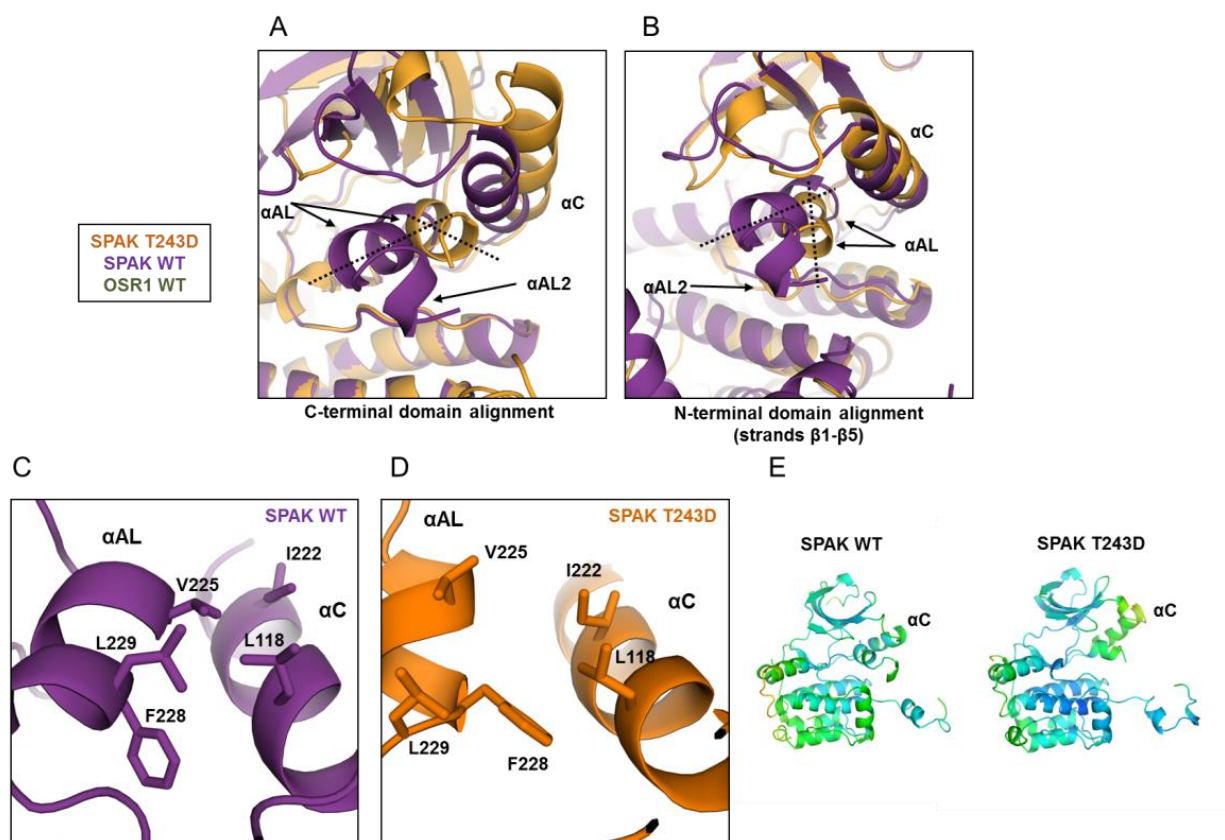 A
B
SPAK T243D
SPAK WT
OSR1 WT
αAL
αC
αAL2
αC
αAL
αAL2
C-terminal domain alignment
N-terminal domain alignment
(strands β1-β5)
C
D
E
αAL
SPAK WT
V225
I222
αC
L229
L118
F228
αAL
SPAK T243D
V225
I222
αC
L118
L229
F228
SPAK WT
αC
SPAK T243D
αC